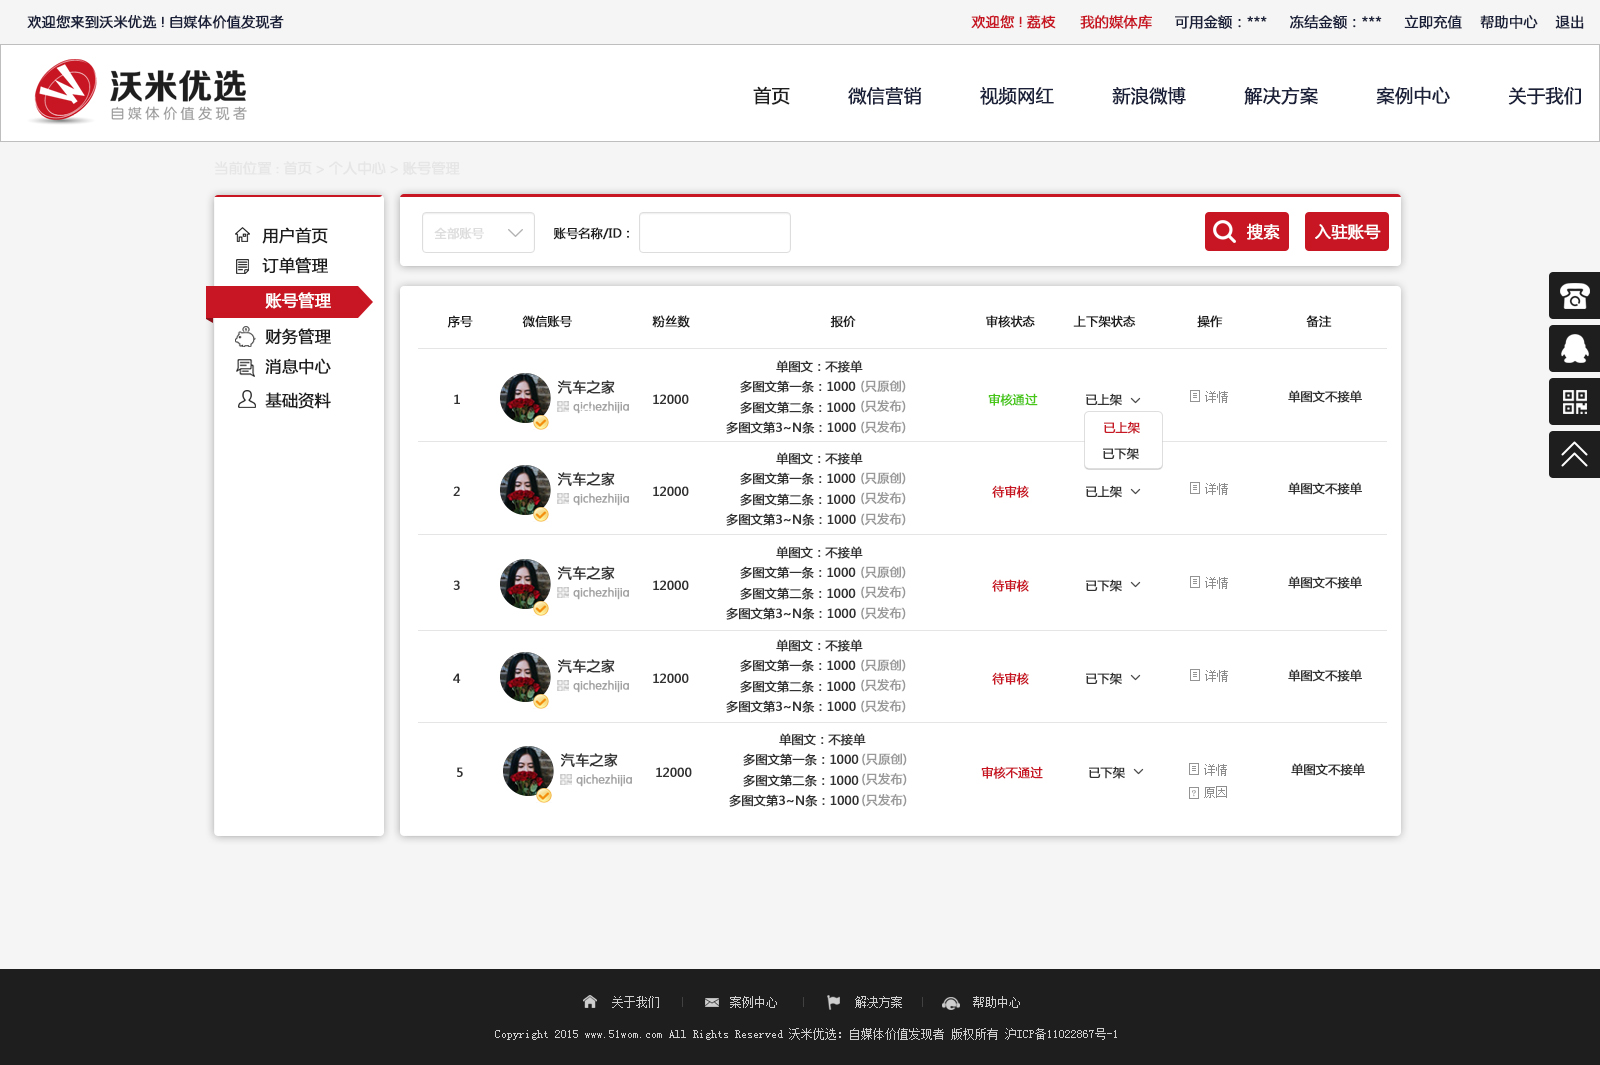 欢迎您来到沃米优选！自媒体价值发现者
欢迎您！荔枝 我的媒体库 可用金额：*** 冻结金额：*** 立即充值 帮助中心 退出
沃米优选
自媒体价值发现者
首页 微信营销 视频网红 新浪微博 解决方案 案例中心 关于我们
当前位置：首页 > 个人中心 > 账号管理
用户首页
订单管理
账号管理
财务管理
消息中心
基础资料
全部账号 账号名称/ID： 搜索 入驻账号
序号 微信账号 粉丝数 报价 审核状态 上下架状态 操作 备注
单图文：不接单
多图文第一条：1000 (只原创)
多图文第二条：1000 (只发布)
多图文第3~N条：1000 (只发布)
1 汽车之家 qichezhijia 12000 审核通过 已上架 详情 单图文不接单
已上架
已下架
单图文：不接单
多图文第一条：1000 (只原创)
多图文第二条：1000 (只发布)
多图文第3~N条：1000 (只发布)
2 汽车之家 qichezhijia 12000 待审核 已上架 详情 单图文不接单
单图文：不接单
多图文第一条：1000 (只原创)
多图文第二条：1000 (只发布)
多图文第3~N条：1000 (只发布)
3 汽车之家 qichezhijia 12000 待审核 已下架 详情 单图文不接单
单图文：不接单
多图文第一条：1000 (只原创)
多图文第二条：1000 (只发布)
多图文第3~N条：1000 (只发布)
4 汽车之家 qichezhijia 12000 待审核 已下架 详情 单图文不接单
单图文：不接单
多图文第一条：1000 (只原创)
多图文第二条：1000 (只发布)
多图文第3~N条：1000 (只发布)
5 汽车之家 qichezhijia 12000 审核不通过 已下架 详情 单图文不接单
原因
关于我们 案例中心 解决方案 帮助中心
Copyright 2015 www.51wom.com All Rights Reserved 沃米优选：自媒体价值发现者 版权所有 沪ICP备11022867号-1